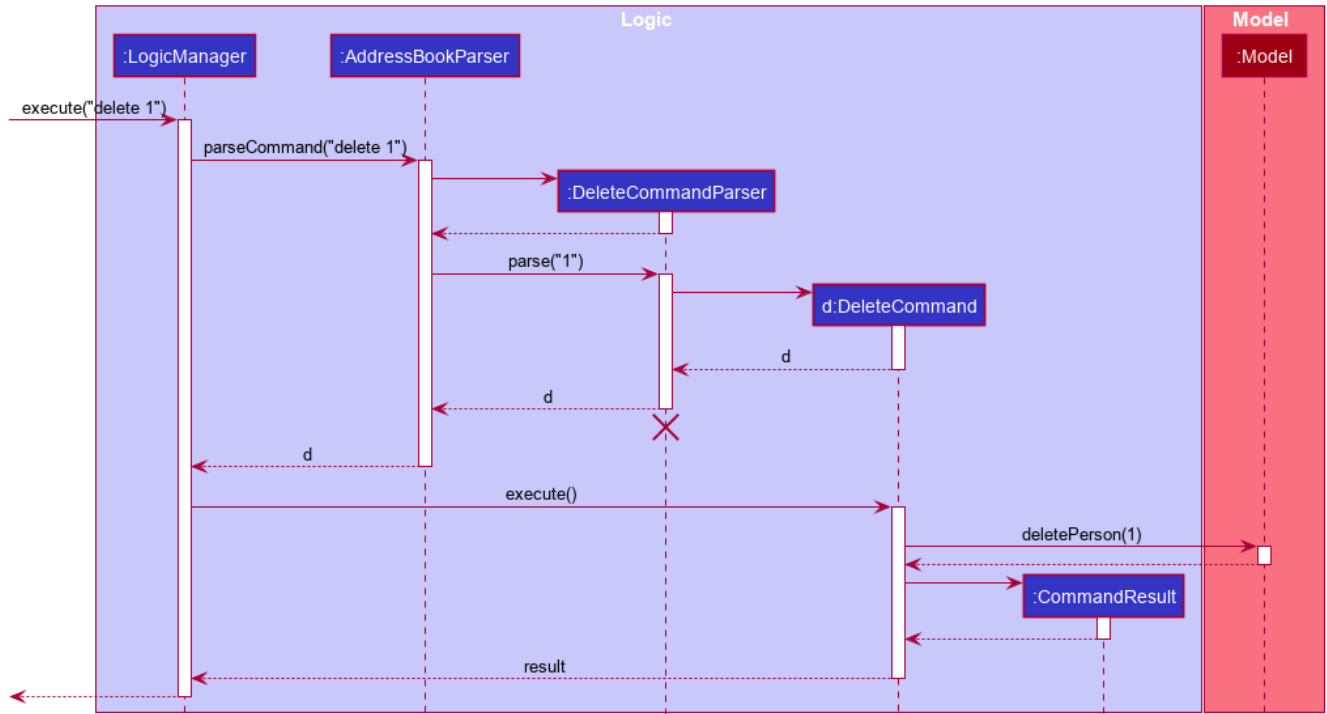 Logic
Model
:LogicManager
:AddressBookParser
:Model
execute("delete 1")
parseCommand("delete 1")
:DeleteCommandParser
parse("1")
d:DeleteCommand
d
d
d
execute()
deletePerson(1)
:CommandResult
result